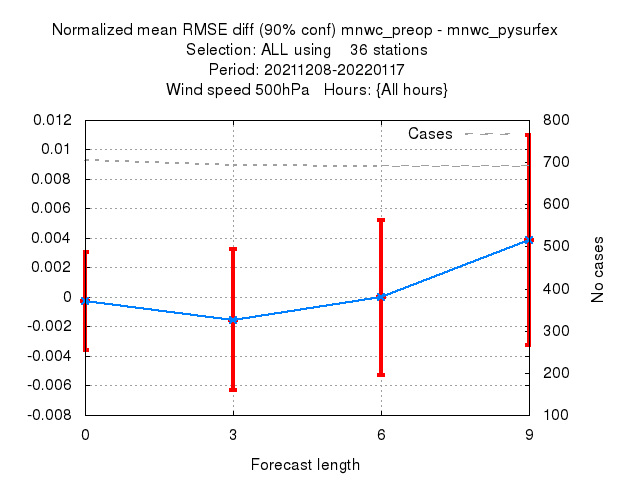 Normalized mean RMSE diff (90% conf) mnwc_preop - mnwc_pysurfex
Selection: ALL using    36 stations
Period: 20211208-20220117
Wind speed 500hPa   Hours: {All hours}
Cases
0.012
0.01
0.008
0.006
0.004
0.002
0
-0.002
-0.004
-0.006
-0.008
800
700
600
500
400
300
200
100
No cases
0 3 6 9
Forecast length